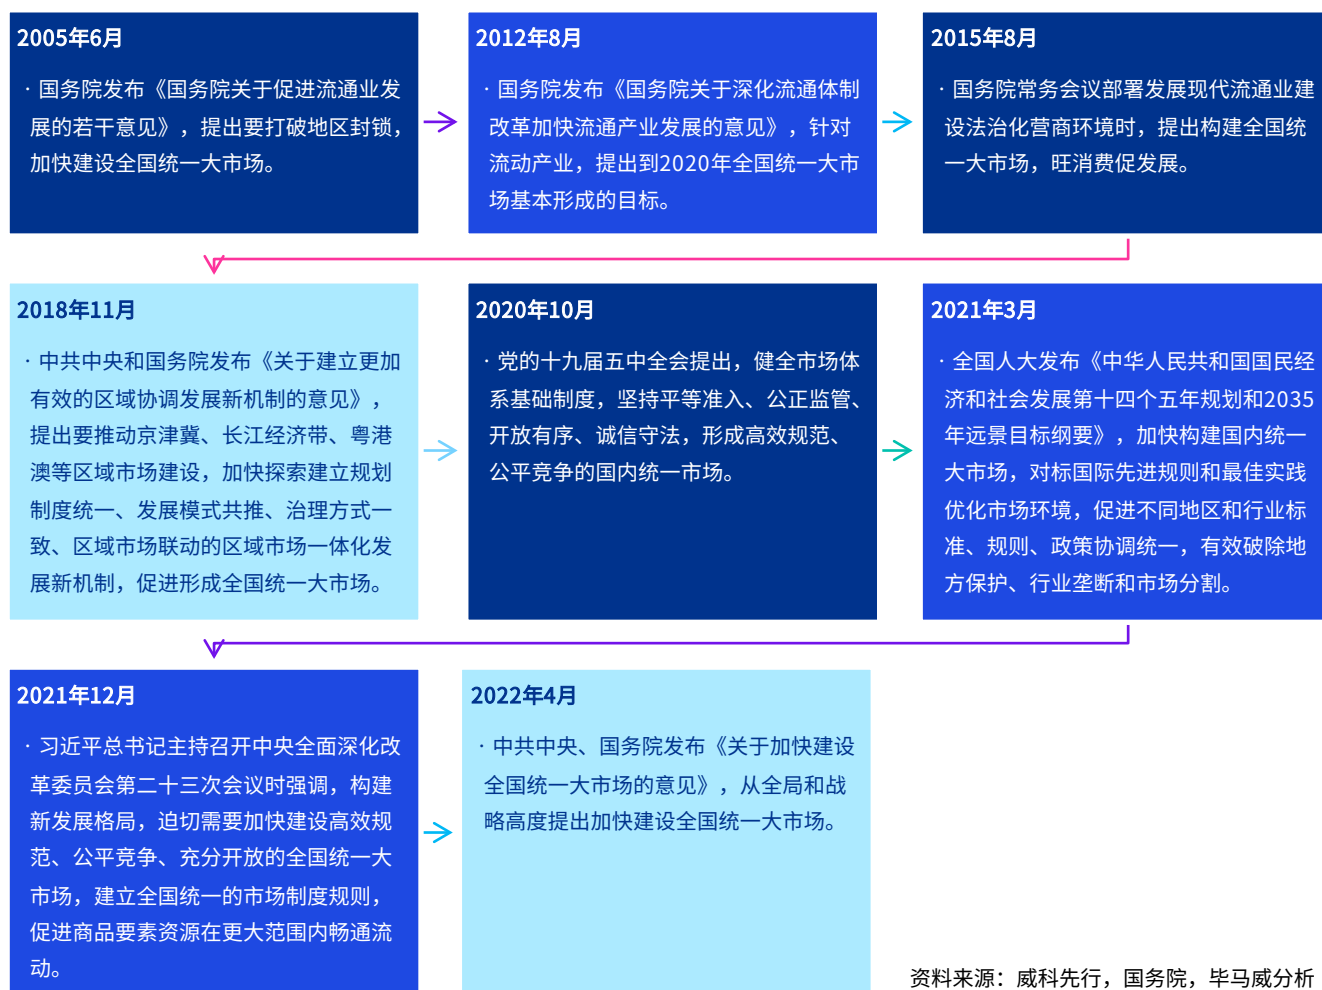 2005年6月
· 国务院发布《国务院关于促进流通业发
展的若干意见》，提出要打破地区封锁，
加快建设全国统一大市场。
2012年8月
· 国务院发布《国务院关于深化流通体制
改革加快流通产业发展的意见》，针对
流动产业，提出到2020年全国统一大市
场基本形成的目标。
2015年8月
· 国务院常务会议部署发展现代流通业建
设法治化营商环境时，提出构建全国统
一大市场，旺消费促发展。
2018年11月
· 中共中央和国务院发布《关于建立更加
有效的区域协调发展新机制的意见》，
提出要推动京津冀、长江经济带、粤港
澳等区域市场建设，加快探索建立规划
制度统一、发展模式共推、治理方式一
致、区域市场联动的区域市场一体化发
展新机制，促进形成全国统一大市场。
2020年10月
· 党的十九届五中全会提出，健全市场体
系基础制度，坚持平等准入、公正监管、
开放有序、诚信守法，形成高效规范、
公平竞争的国内统一市场。
2021年3月
· 全国人大发布《中华人民共和国国民经
济和社会发展第十四个五年规划和2035
年远景目标纲要》，加快构建国内统一
大市场，对标国际先进规则和最佳实践
优化市场环境，促进不同地区和行业标
准、规则、政策协调统一，有效破除地
方保护、行业垄断和市场分割。
2021年12月
· 习近平总书记主持召开中央全面深化改
革委员会第二十三次会议时强调，构建
新发展格局，迫切需要加快建设高效规
范、公平竞争、充分开放的全国统一大
市场，建立全国统一的市场制度规则，
促进商品要素资源在更大范围内畅通流
动。
2022年4月
· 中共中央、国务院发布《关于加快建设
全国统一大市场的意见》，从全局和战
略高度提出加快建设全国统一大市场。
资料来源：威科先行，国务院，毕马威分析